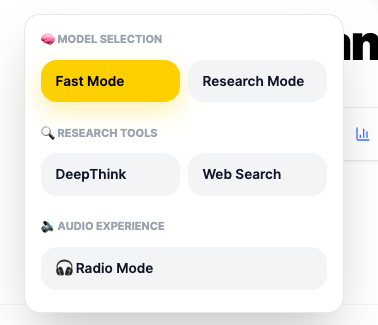 🧠 MODEL SELECTION
Fast Mode
Research Mode
🔍 RESEARCH TOOLS
DeepThink
Web Search
🔈 AUDIO EXPERIENCE
🎧 Radio Mode